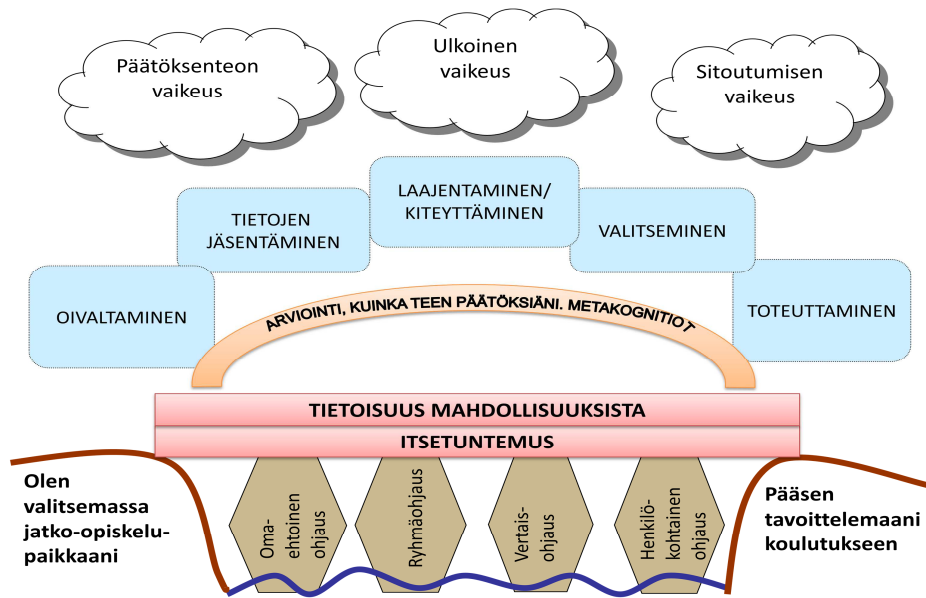 Päätöksenteon
vaikeus
Ulkoinen
vaikeus
Sitoutumisen
vaikeus
OIVALTAMINEN
TIETOJEN
JÄSENTÄMINEN
LAAJENTAMINEN/
KITEYTTÄMINEN
VALITSEMINEN
TOTEUTTAMINEN
ARVIOINTI, KUINKA TEEN PÄÄTÖKSIÄNI. METAKOGNITIOT
TIETOISUUS MAHDOLLISUUKSISTA
ITSETUNTEMUS
Olen
valitsemassa
jatko-opiskelu-
paikkaani
Oma-
ehtoinen
ohjaus
Ryhmäohjaus
Vertais-
ohjaus
Henkilö-
kohtainen
ohjaus
Pääsen
tavoittelemaani
koulutukseen